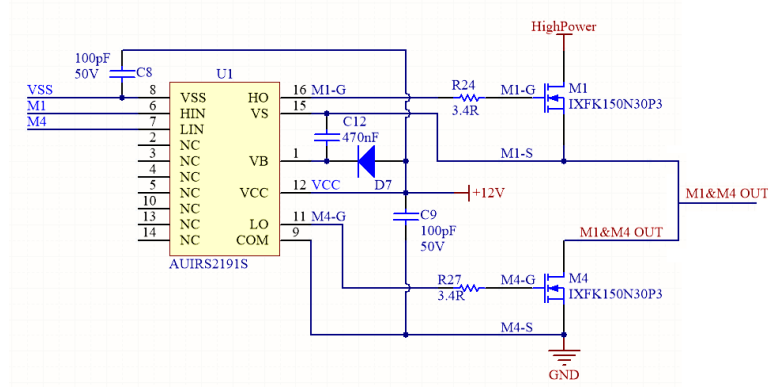 HighPower
100pF
50V
C8
U1
VSS
8
VSS
HO
16
M1-G
R24
3.4R
M1-G
M1
IXFK150N30P3
M1
6
HIN
VS
15
M4
7
LIN
C12
470nF
2
NC
3
NC
VB
1
M1-S
4
NC
D7
5
NC
VCC
12
VCC
+12V
M1&M4 OUT
10
NC
13
NC
LO
11
M4-G
C9
100pF
50V
M1&M4 OUT
14
NC
COM
9
AUIRS2191S
R27
3.4R
M4-G
M4
IXFK150N30P3
M4-S
GND